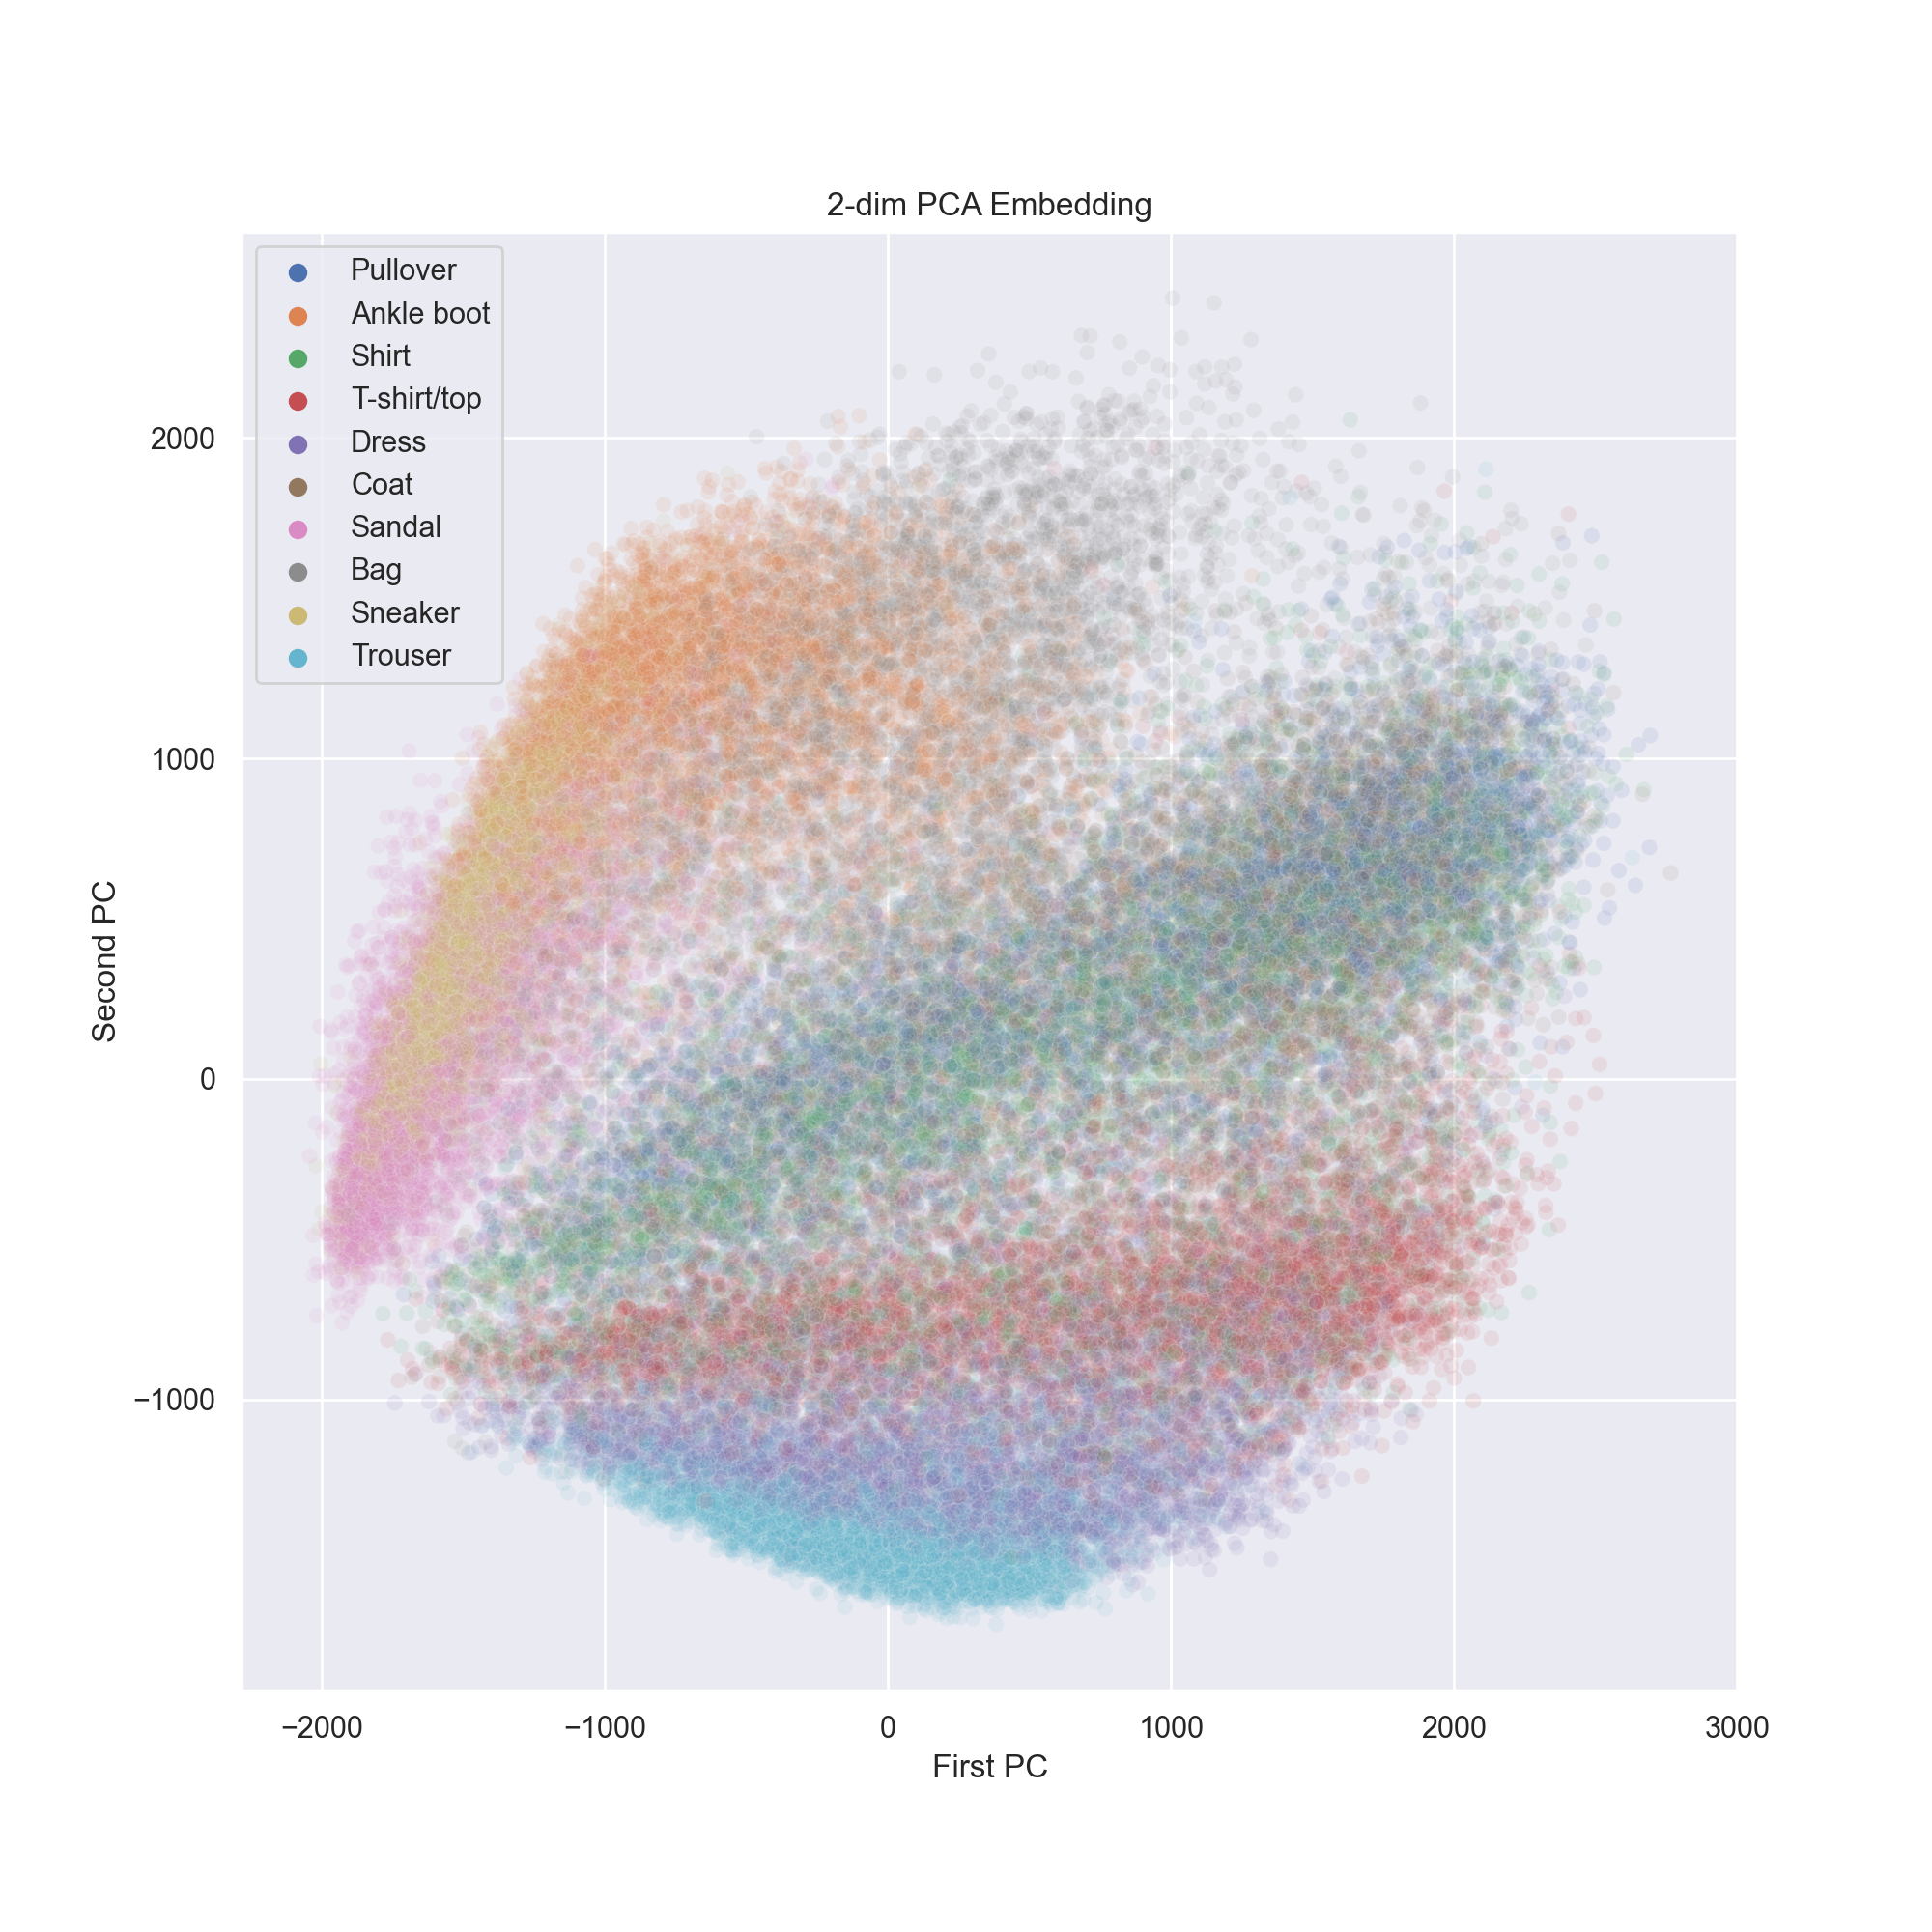 2-dim PCA Embedding
Pullover
Ankle boot
Shirt
T-shirt/top
Dress
Coat
Sandal
Bag
Sneaker
Trouser
2000
1000
0
−1000
Second PC
−2000 −1000 0 1000 2000 3000
First PC